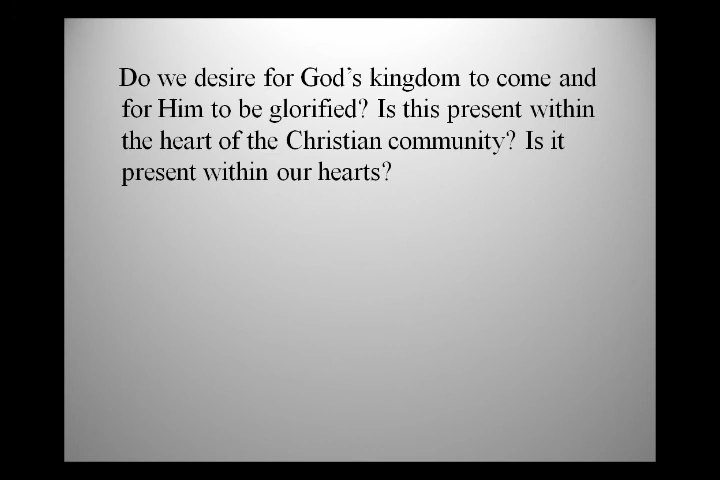 Do we desire for God's kingdom to come and
for Him to be glorified? Is this present within
the heart of the Christian community? Is it
present within our hearts?